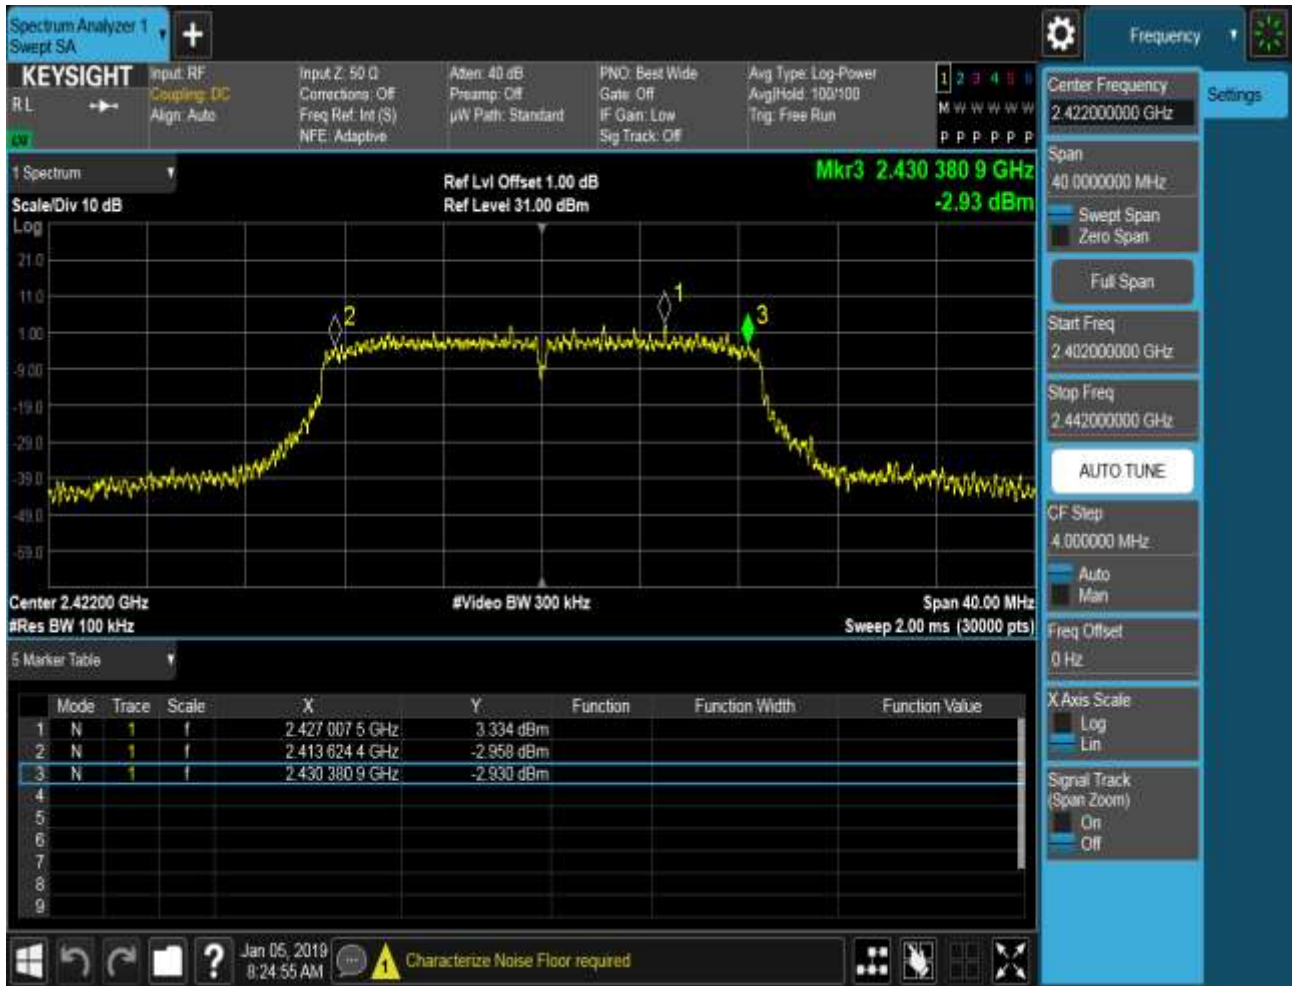 Spectrum Analyzer 1
Swept SA
+
Frequency
KEYSIGHT
RL
Input: RF
Coupling: DC
Align: Auto
Input Z: 50 Ω
Corrections: Off
Freq Ref: Int (S)
NFE: Adaptive
Atten: 40 dB
Preamp: Off
µW Path: Standard
PNO: Best Wide
Gate: Off
IF Gain: Low
Sig Track: Off
Avg Type: Log-Power
Avg|Hold: 100/100
Trig: Free Run
1 2 3 4 5 6
M W W W W W
P P P P P P
1 Spectrum
Scale/Div 10 dB
Ref Lvl Offset 1.00 dB
Ref Level 31.00 dBm
Mkr3 2.430 380 9 GHz
-2.93 dBm
Log
21.0
11.0
1.00
-9.00
-19.0
-29.0
-39.0
-49.0
-59.0
2
1
3
Center 2.42200 GHz
#Video BW 300 kHz
Span 40.00 MHz
#Res BW 100 kHz
Sweep 2.00 ms (30000 pts)
5 Marker Table
Mode Trace Scale X Y Function Function Width Function Value
1 N 1 f 2.427 007 5 GHz 3.334 dBm
2 N 1 f 2.413 624 4 GHz -2.958 dBm
3 N 1 f 2.430 380 9 GHz -2.930 dBm
4
5
6
7
8
9
?
Jan 05, 2019
8:24:55 AM
1
Characterize Noise Floor required
Settings
Center Frequency
2.422000000 GHz
Span
40.0000000 MHz
Swept Span
Zero Span
Full Span
Start Freq
2.402000000 GHz
Stop Freq
2.442000000 GHz
AUTO TUNE
CF Step
4.000000 MHz
Auto
Man
Freq Offset
0 Hz
X Axis Scale
Log
Lin
Signal Track
(Span Zoom)
On
Off